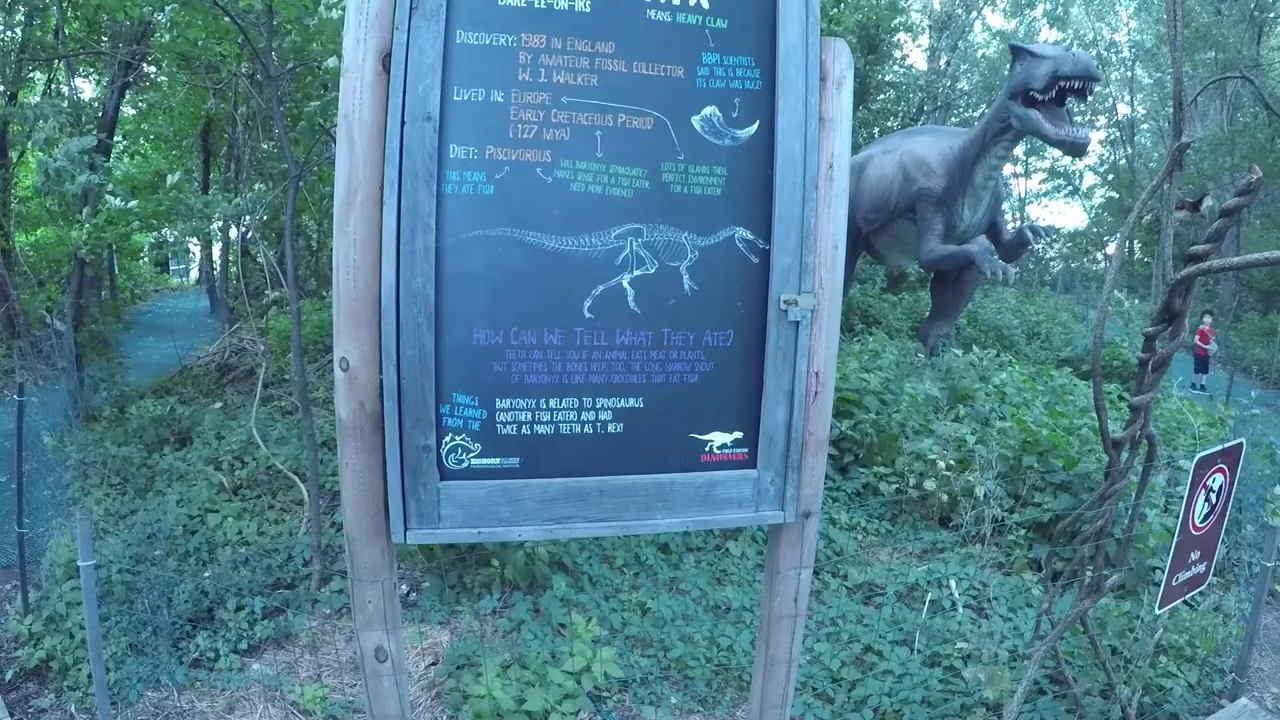 BARE-EE-ON-IKS
MEANS: HEAVY CLAW
DISCOVERY: 1983 IN ENGLAND
BY AMATEUR FOSSIL COLLECTOR
W. J. WALKER
BBPI SCIENTISTS
SAID THIS IS BECAUSE
ITS CLAW WAS HUGE!
LIVED IN: EUROPE
EARLY CRETACEOUS PERIOD
(127 MYA)
DIET: PISCIVOROUS
THIS MEANS
THEY ATE FISH!
WAS BARYONYX SEMIAQUATIC?
MAKES SENSE FOR A FISH EATER.
NEED MORE EVIDENCE!
LOTS OF ISLANDS THEN.
PERFECT ENVIRONMENT
FOR A FISH EATER!
HOW CAN WE TELL WHAT THEY ATE?
TEETH CAN TELL YOU IF AN ANIMAL EATS MEAT OR PLANTS,
BUT SOMETIMES THE BONES HELP, TOO. THE LONG NARROW SNOUT
OF BARYONYX IS LIKE MANY CROCODILES THAT EAT FISH!
THINGS
WE LEARNED
FROM THE
BARYONYX IS RELATED TO SPINOSAURUS
(ANOTHER FISH EATER) AND HAD
TWICE AS MANY TEETH AS T. REX!
BIGHORN
FIELD STATION
DINOSAURS
No
Climbing